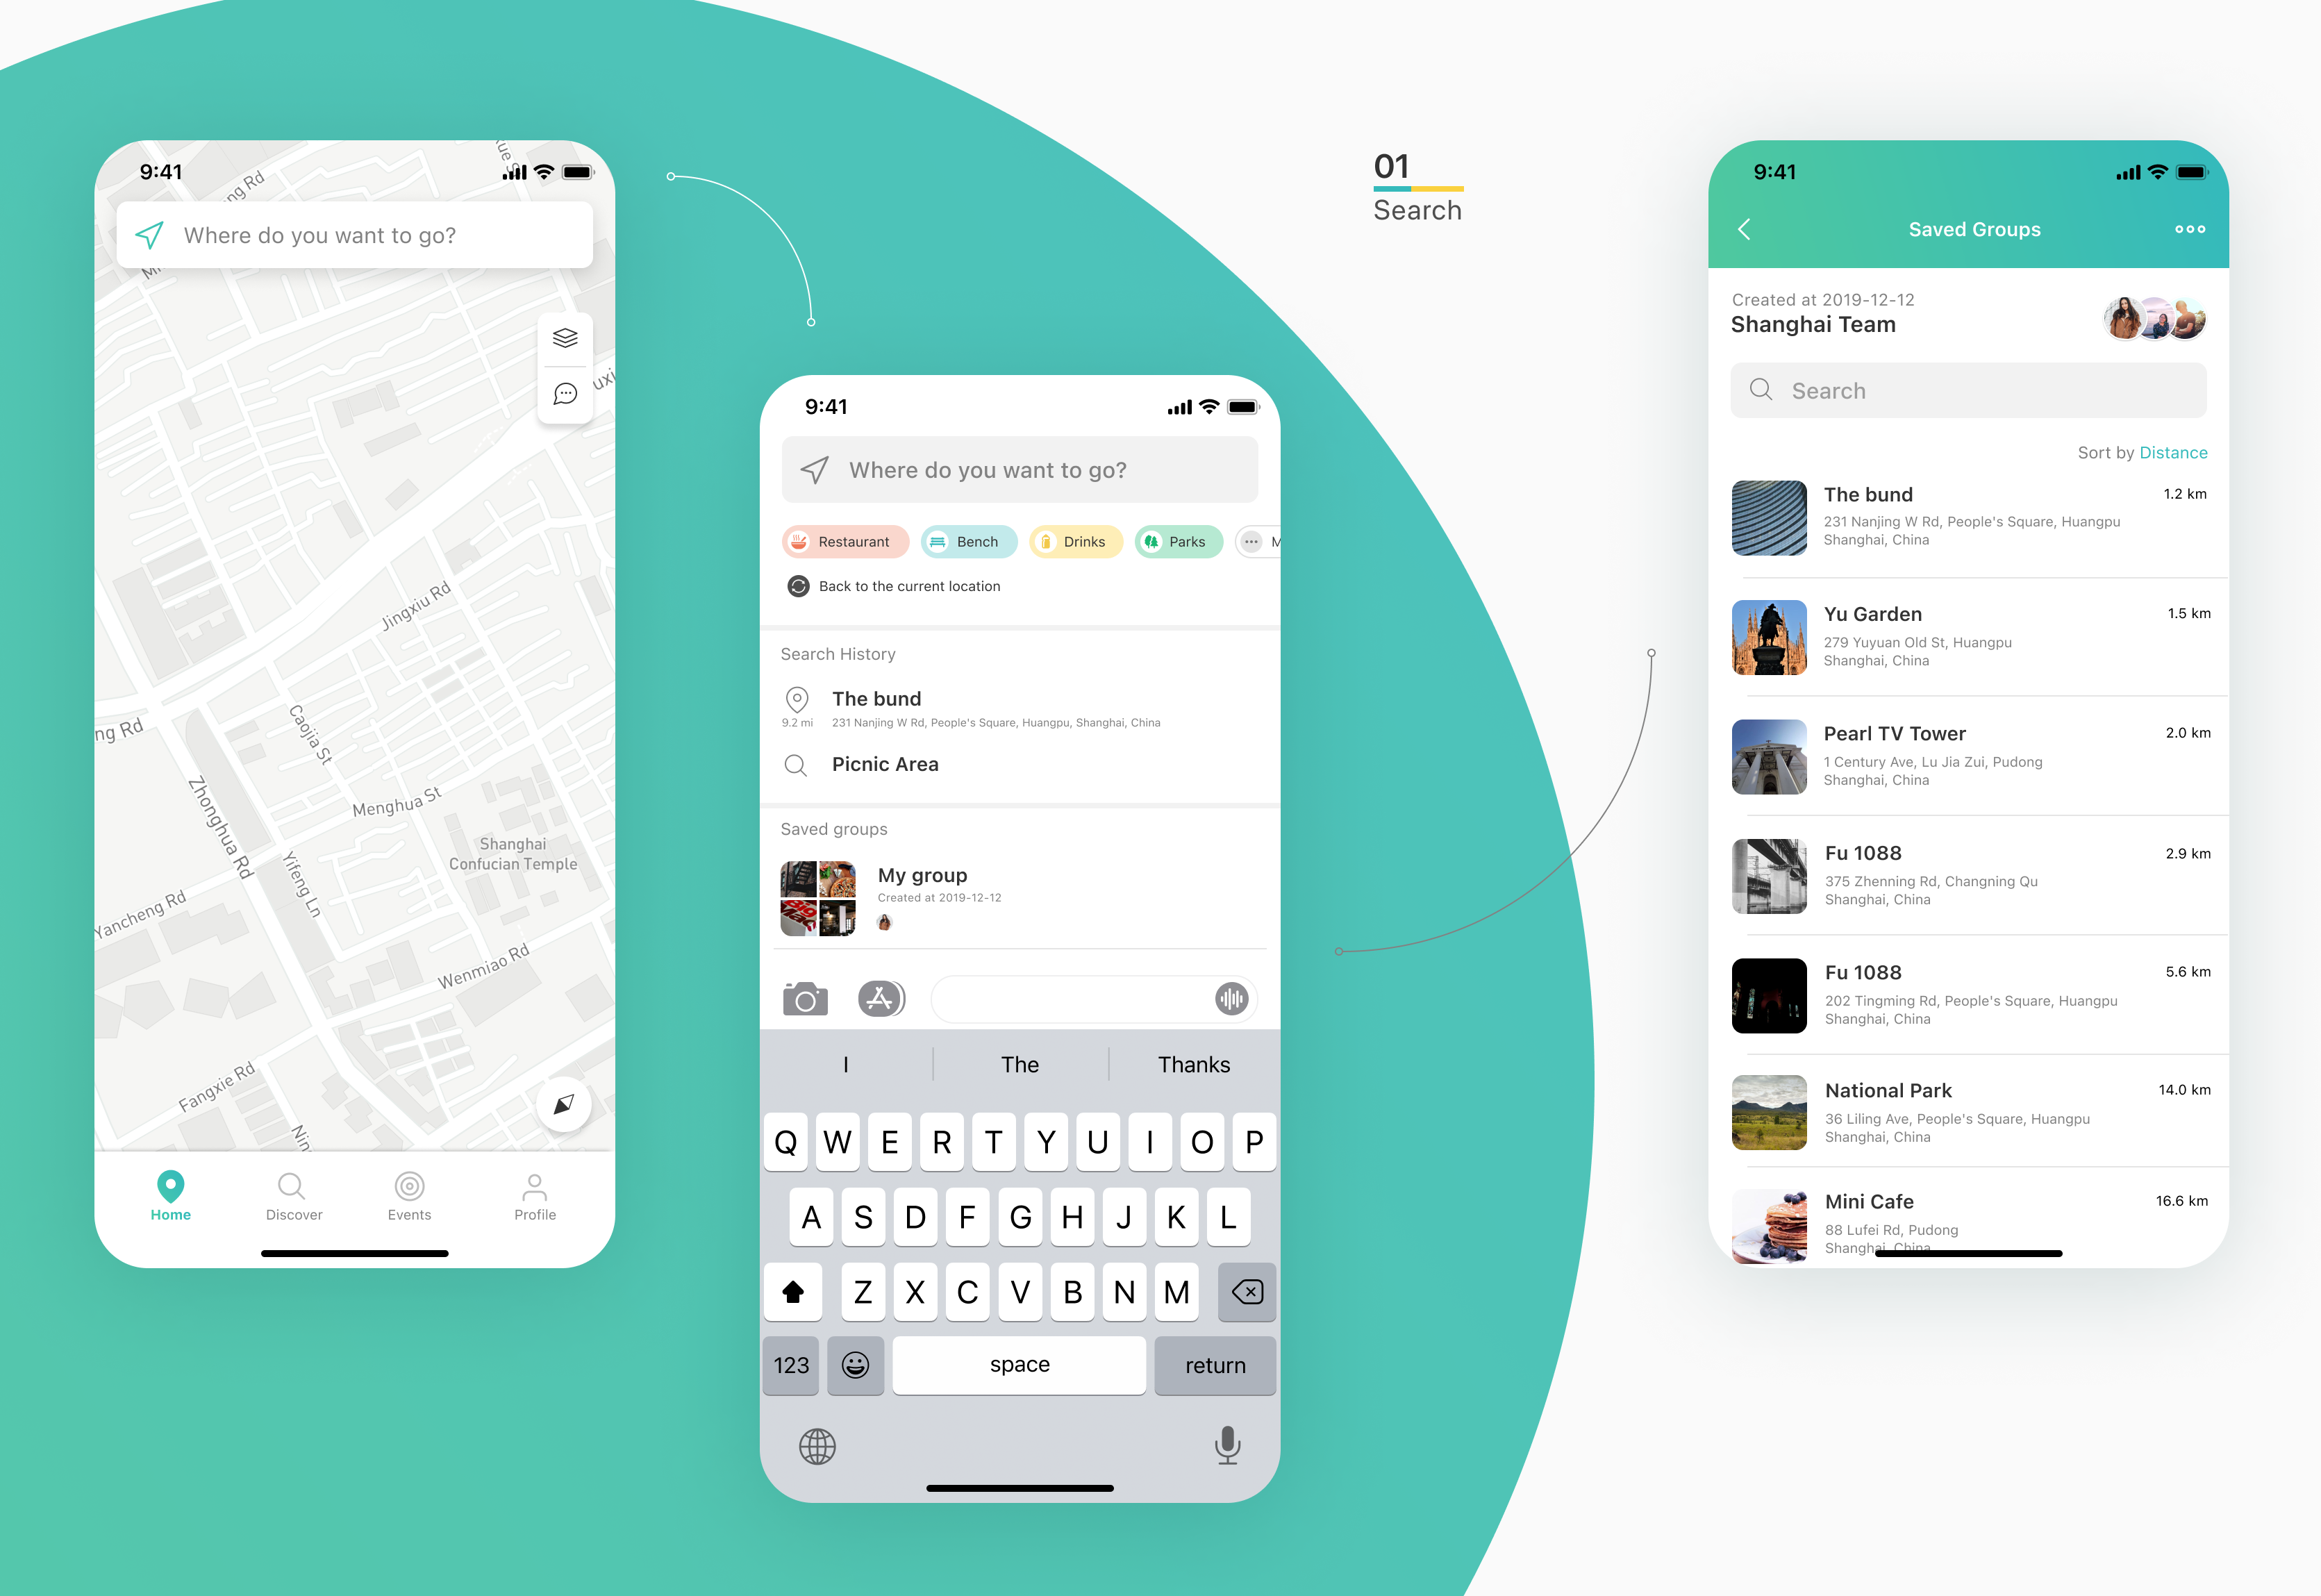 9:41
ng Rd
Where do you want to go?
Jingxiu Rd
ng Rd
Caojia St
Zhonghua Rd
Menghua St
Shanghai
Confucian Temple
Yifeng Ln
Yancheng Rd
Wenmiao Rd
Fangxie Rd
Home
Discover
Events
Profile
9:41
Where do you want to go?
Restaurant
Bench
Drinks
Parks
M
Back to the current location
Search History
The bund
9.2 mi
231 Nanjing W Rd, People's Square, Huangpu, Shanghai, China
Picnic Area
Saved groups
Big
Mac
My group
Created at 2019-12-12
I The Thanks
Q W E R T Y U I O P
A S D F G H J K L
Z X C V B N M
123 space return
01
Search
9:41
Saved Groups
Created at 2019-12-12
Shanghai Team
Search
Sort by Distance
The bund
1.2 km
231 Nanjing W Rd, People's Square, Huangpu
Shanghai, China
Yu Garden
1.5 km
279 Yuyuan Old St, Huangpu
Shanghai, China
Pearl TV Tower
2.0 km
1 Century Ave, Lu Jia Zui, Pudong
Shanghai, China
Fu 1088
2.9 km
375 Zhenning Rd, Changning Qu
Shanghai, China
Fu 1088
5.6 km
202 Tingming Rd, People's Square, Huangpu
Shanghai, China
National Park
14.0 km
36 Liling Ave, People's Square, Huangpu
Shanghai, China
Mini Cafe
16.6 km
88 Lufei Rd, Pudong
Shanghai, China